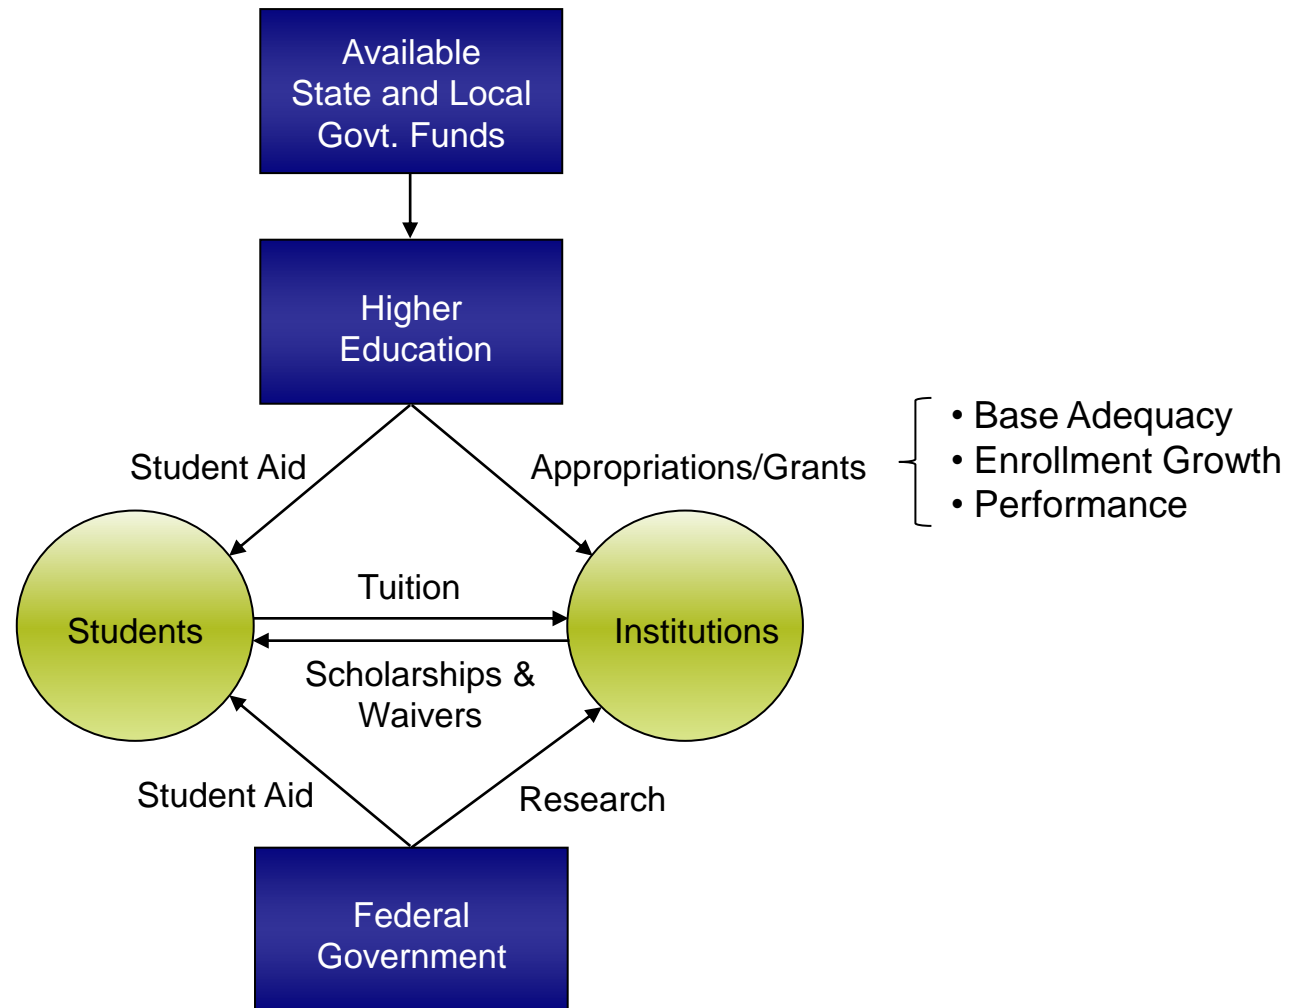 Available
State and Local
Govt. Funds
Higher
Education
Student Aid
Appropriations/Grants
• Base Adequacy
• Enrollment Growth
• Performance
Tuition
Students
Institutions
Scholarships &
Waivers
Student Aid
Research
Federal
Government